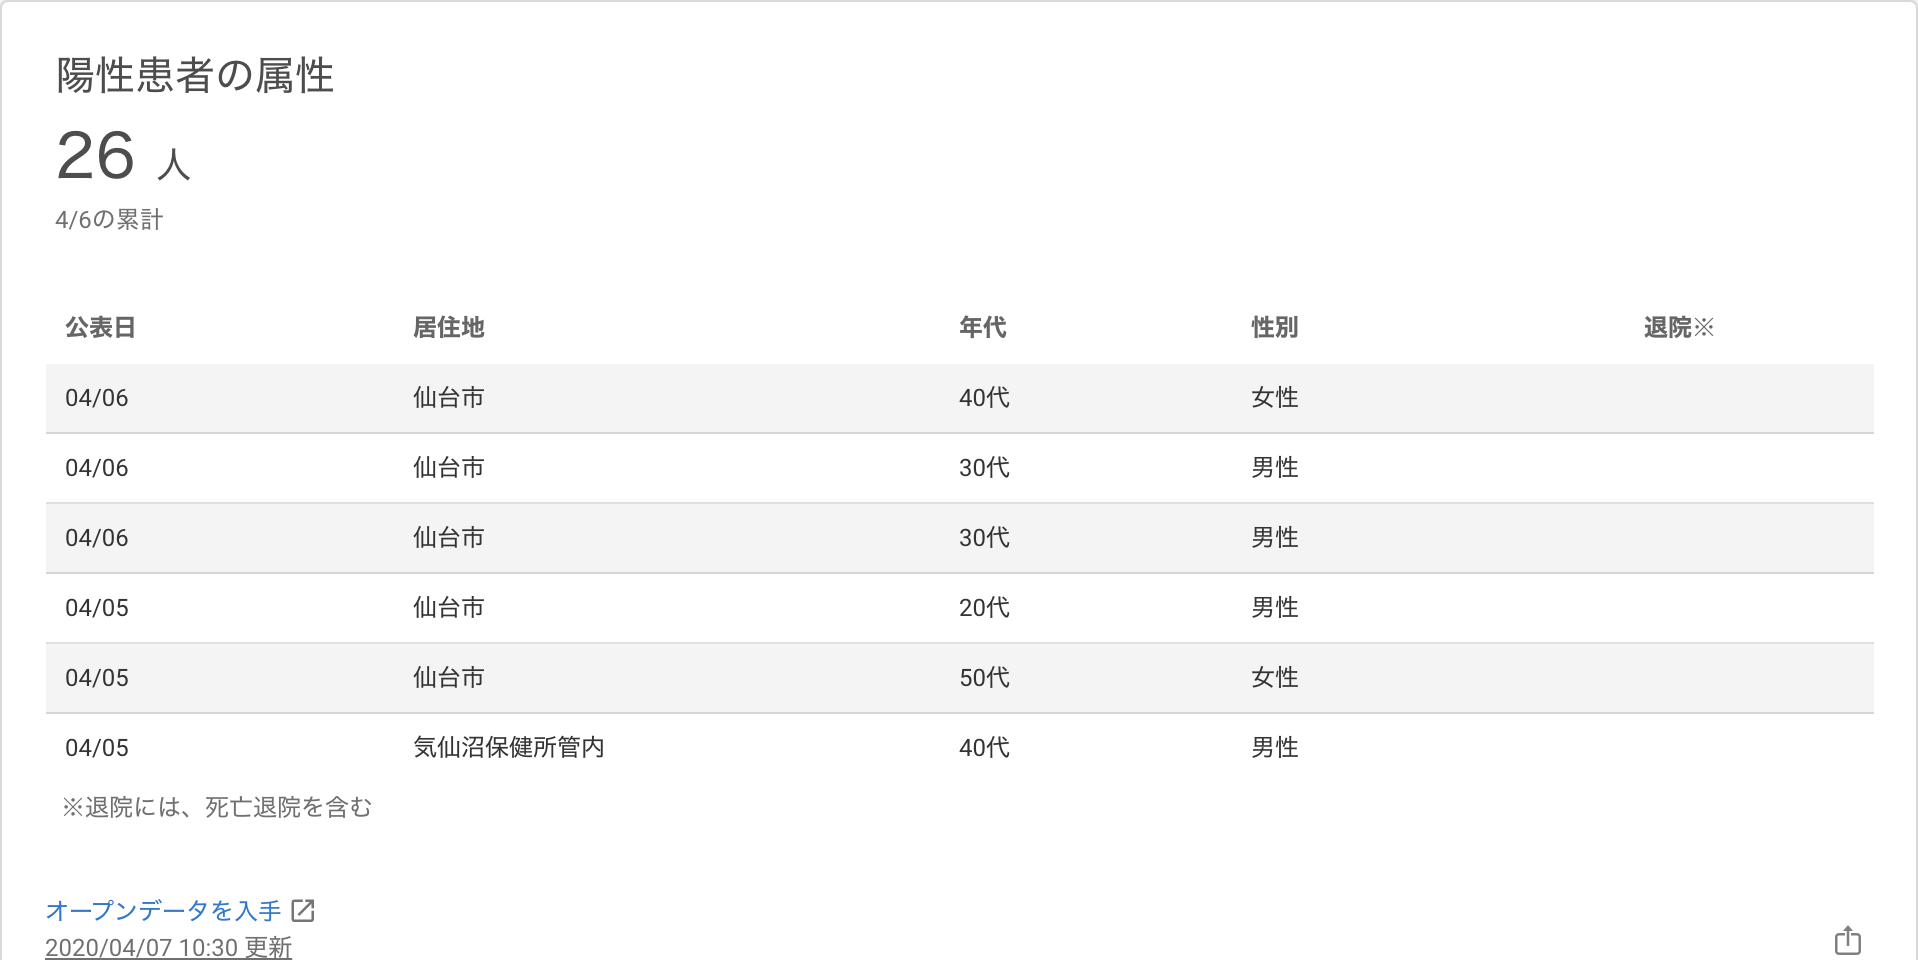 陽性患者の属性
26 人
4/6の累計
公表日 居住地 年代 性別 退院※
04/06 仙台市 40代 女性
04/06 仙台市 30代 男性
04/06 仙台市 30代 男性
04/05 仙台市 20代 男性
04/05 仙台市 50代 女性
04/05 気仙沼保健所管内 40代 男性
※退院には、死亡退院を含む
オープンデータを入手
2020/04/07 10:30 更新